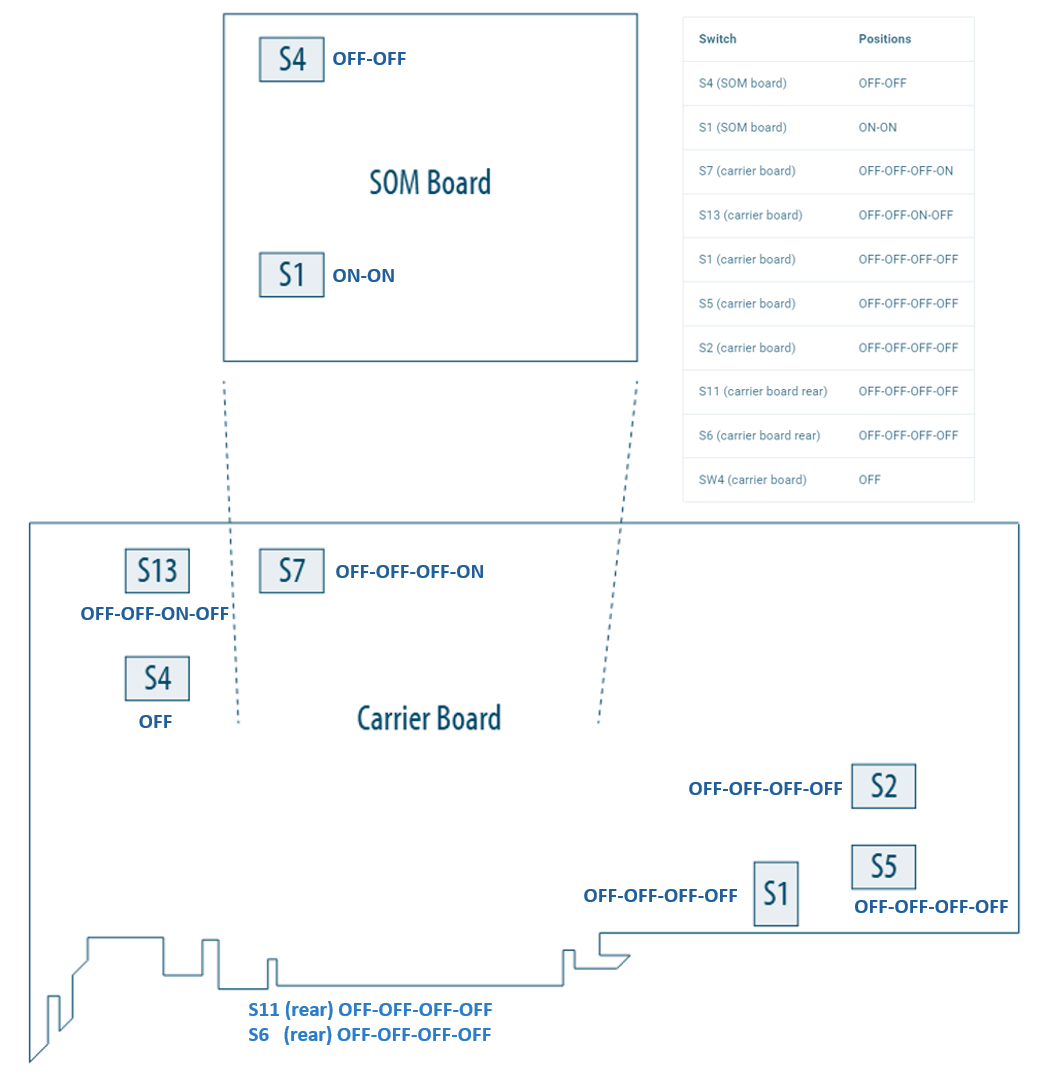 S4 OFF-OFF
SOM Board
S1 ON-ON
Switch Positions
S4 (SOM board) OFF-OFF
S1 (SOM board) ON-ON
S7 (carrier board) OFF-OFF-OFF-ON
S13 (carrier board) OFF-OFF-ON-OFF
S1 (carrier board) OFF-OFF-OFF-OFF
S5 (carrier board) OFF-OFF-OFF-OFF
S2 (carrier board) OFF-OFF-OFF-OFF
S11 (carrier board rear) OFF-OFF-OFF-OFF
S6 (carrier board rear) OFF-OFF-OFF-OFF
SW4 (carrier board) OFF
S13
OFF-OFF-ON-OFF
S7 OFF-OFF-OFF-ON
S4
OFF
Carrier Board
OFF-OFF-OFF-OFF S2
S5
OFF-OFF-OFF-OFF
OFF-OFF-OFF-OFF S1
S11 (rear) OFF-OFF-OFF-OFF
S6 (rear) OFF-OFF-OFF-OFF